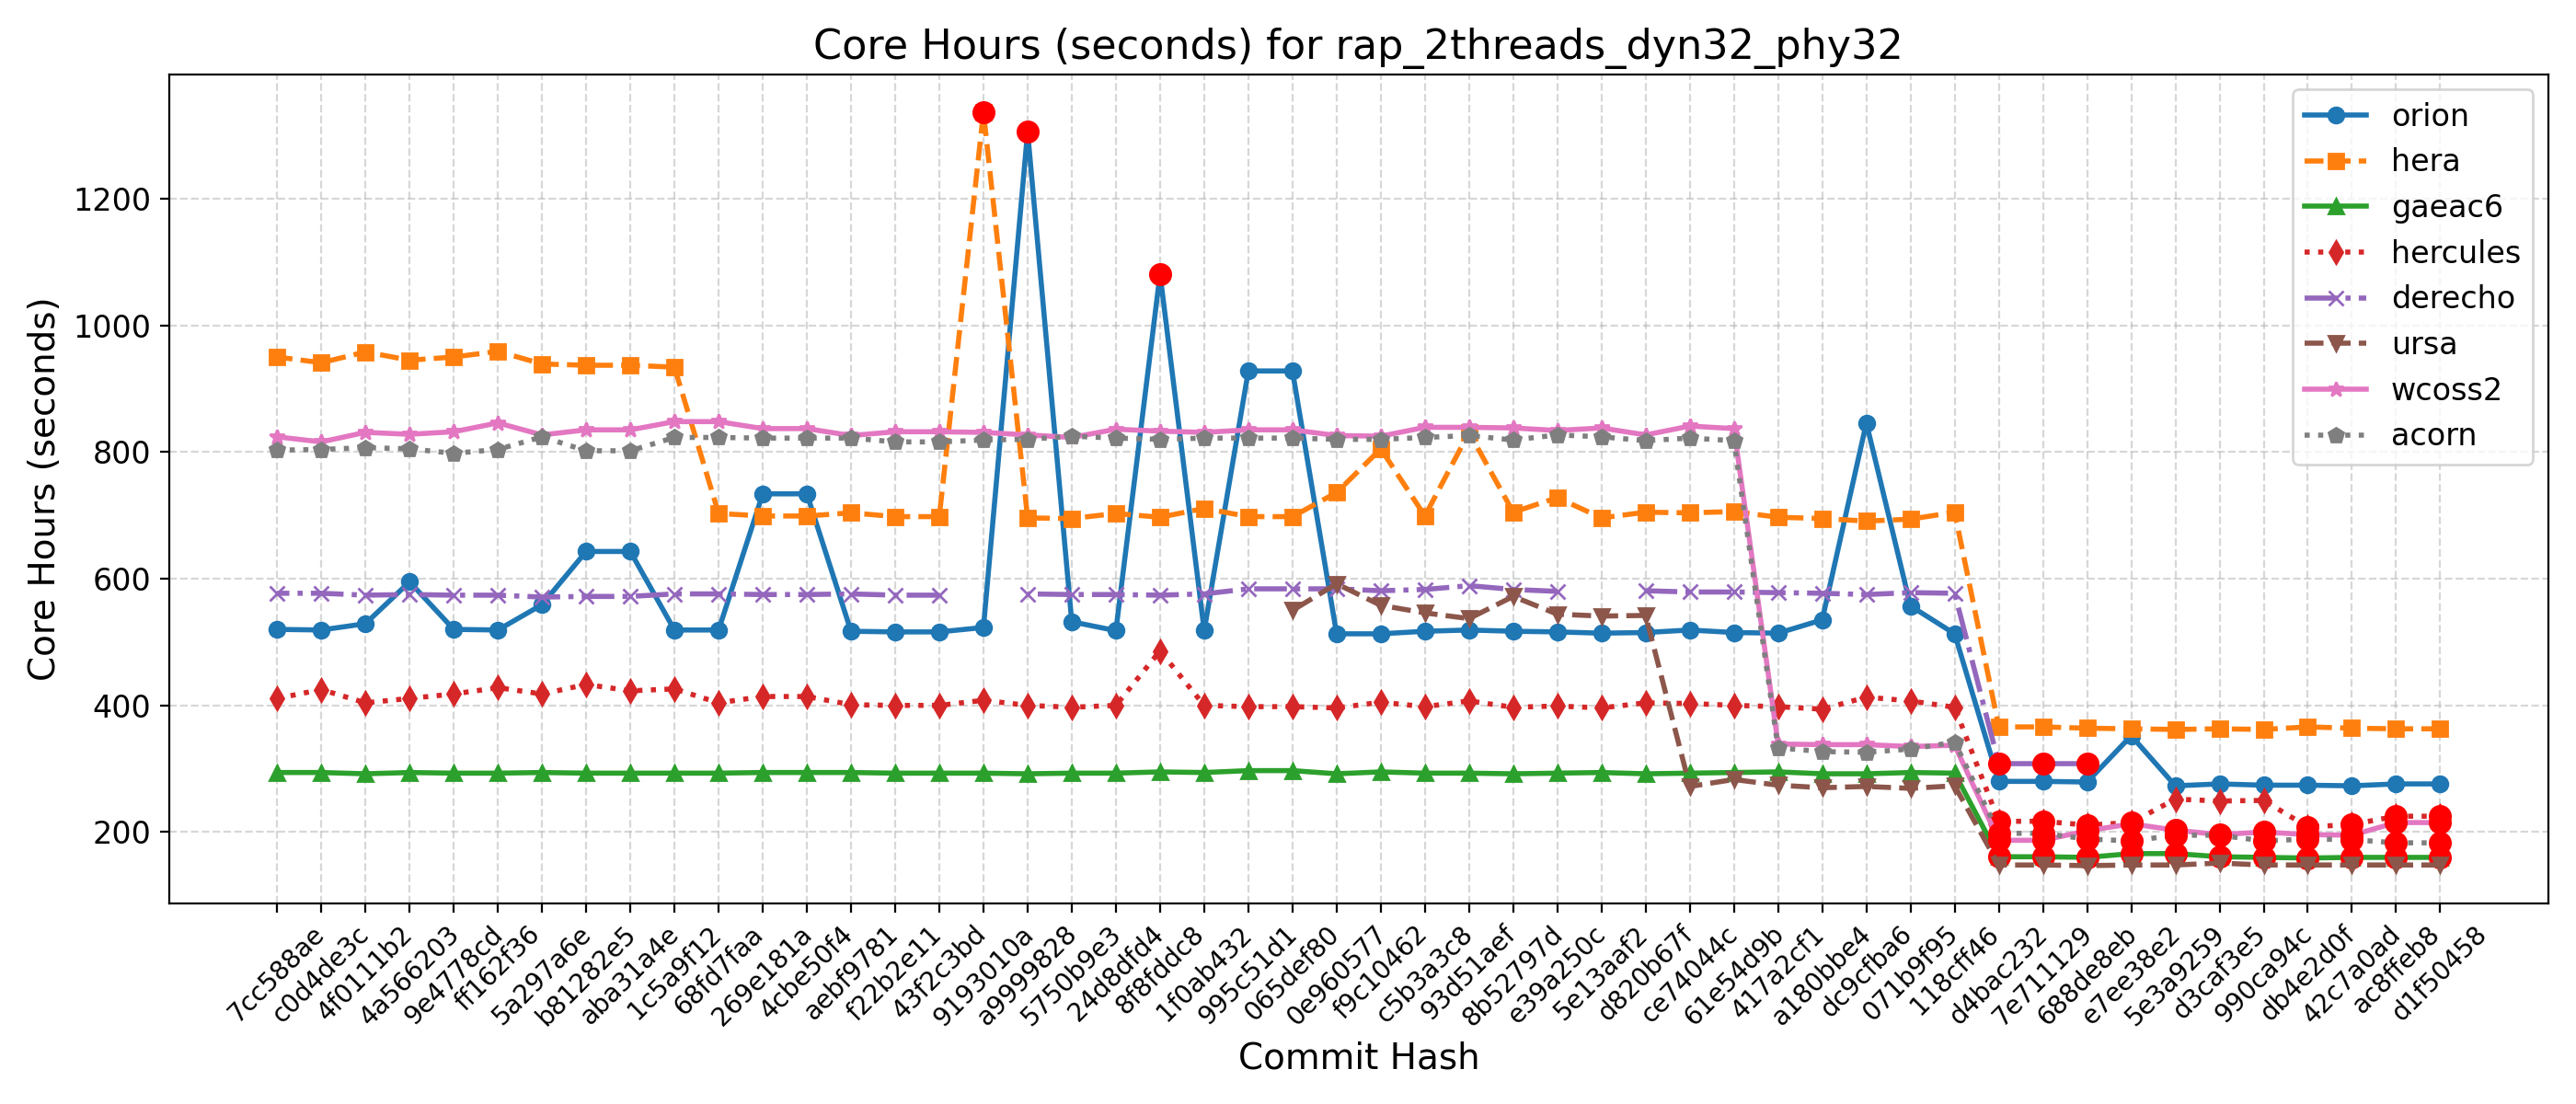 Core Hours (seconds) for rap_2threads_dyn32_phy32
Core Hours (seconds)
1200
1000
800
600
400
200
orion
hera
gaeac6
hercules
derecho
ursa
wcoss2
acorn
7cc588ae
c0d4de3c
4f0111b2
4a566203
9e4778cd
ff162f36
5a297a6e
b81282e5
aba31a4e
1c5a9f12
68fd7faa
269e181a
4cbe50f4
aebf9781
f22b2e11
43f2c3bd
9193010a
a9999828
5750b9e3
24d8dfd4
8f8fddc8
1f0ab432
995c51d1
065def80
0e960577
f9c10462
c5b3a3c8
93d51aef
8b52797d
e39a250c
5e13aaf2
d820b67f
ce74044c
61e54d9b
417a2cf1
a180bbe4
dc9cfba6
071b9f95
118cff46
d4bac232
7e711129
688de8eb
e7ee38e2
5e3a9259
d3caf3e5
990ca94c
db4e2d0f
42c7a0ad
ac8ffeb8
d1f50458
Commit Hash